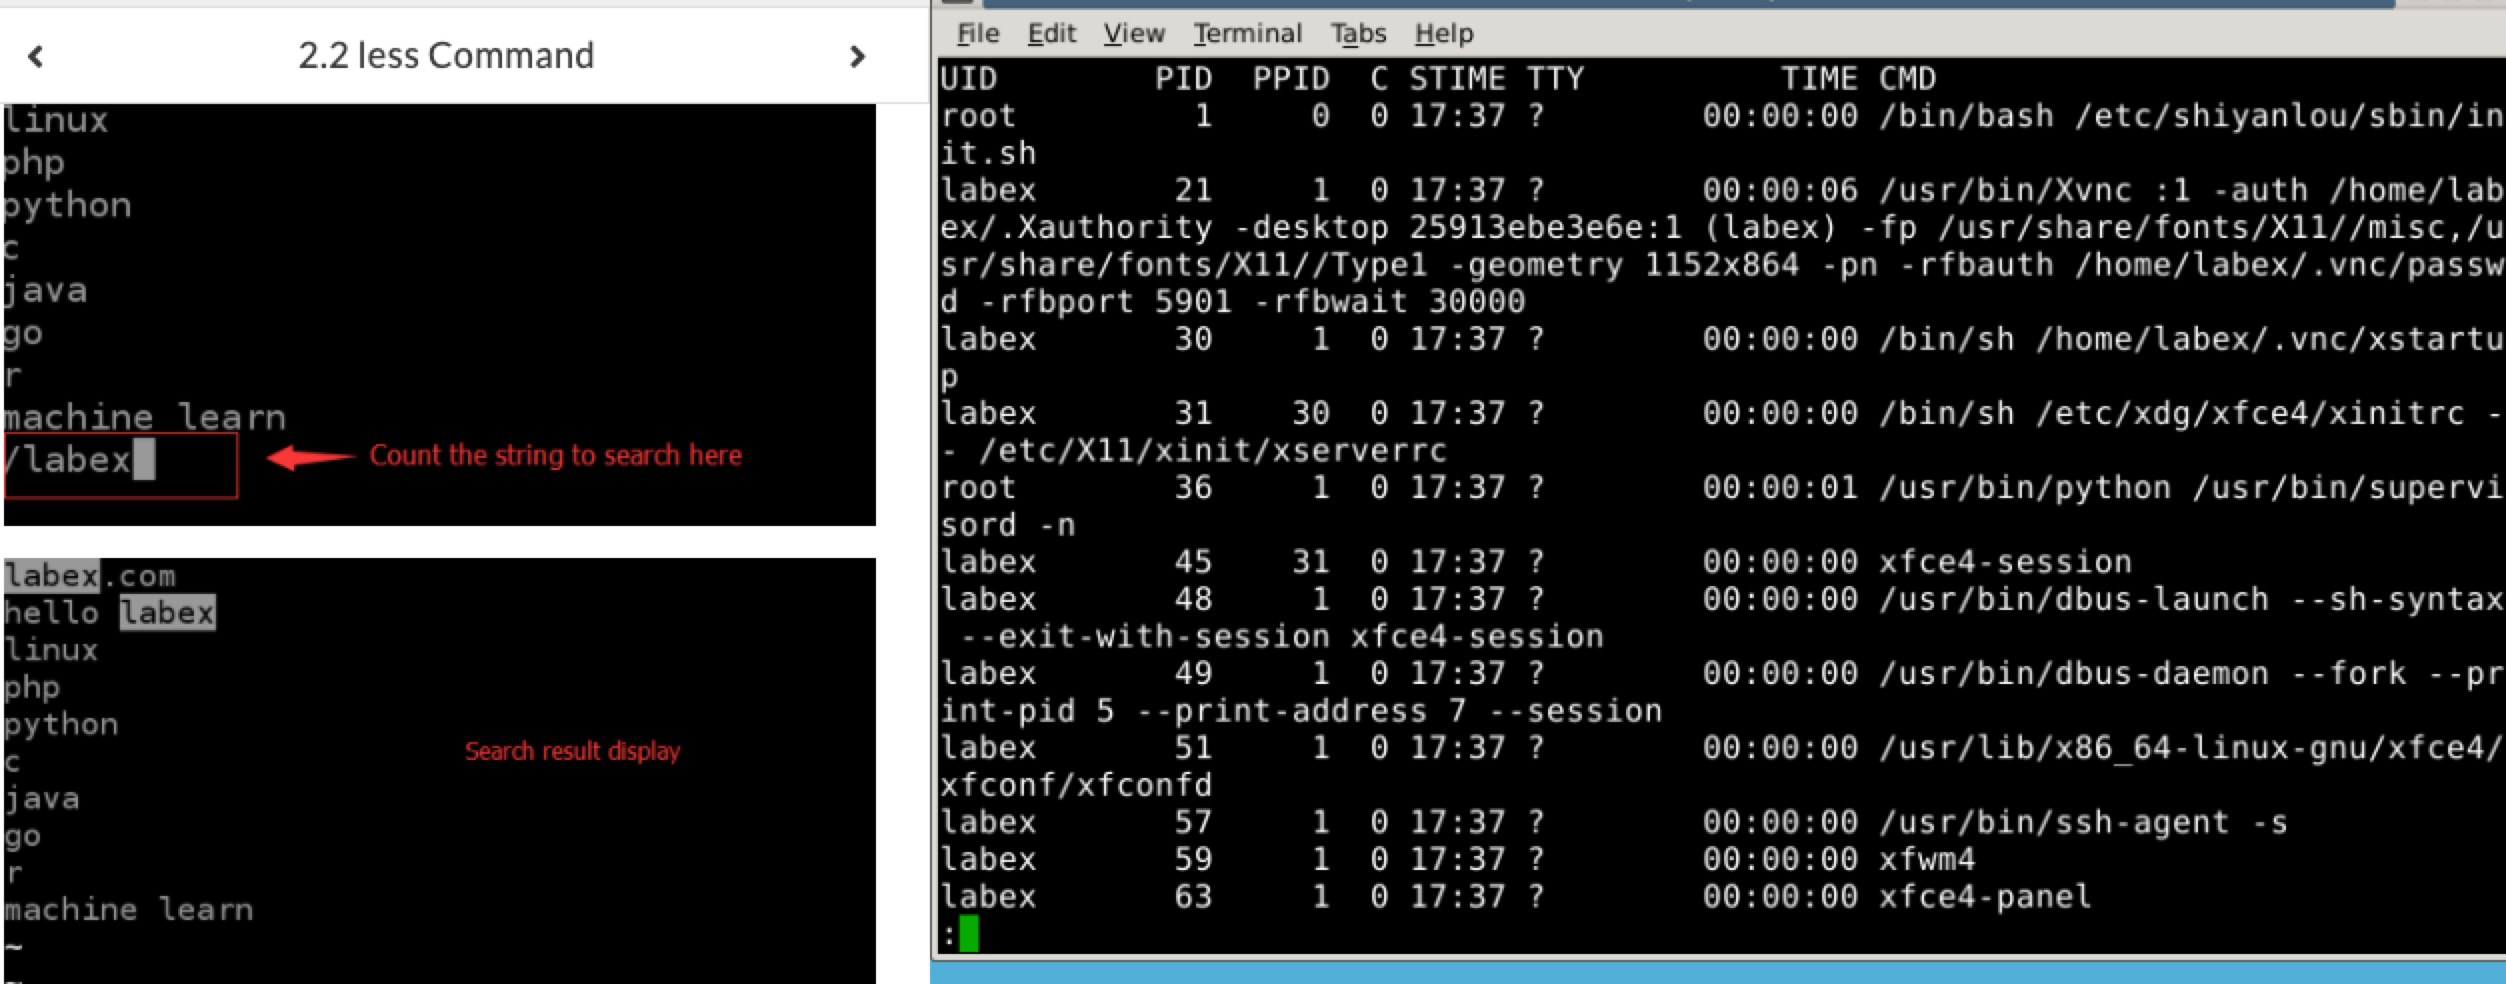 2.2 less Command
linux
php
python
c
java
go
r
machine learn
/labex
Count the string to search here
labex.com
hello labex
linux
php
python
c
java
go
r
machine learn
~
Search result display
File Edit View Terminal Tabs Help
UID PID PPID C STIME TTY TIME CMD
root 1 0 0 17:37 ? 00:00:00 /bin/bash /etc/shiyanlou/sbin/in
it.sh
labex 21 1 0 17:37 ? 00:00:06 /usr/bin/Xvnc :1 -auth /home/lab
ex/.Xauthority -desktop 25913ebe3e6e:1 (labex) -fp /usr/share/fonts/X11//misc,/u
sr/share/fonts/X11//Type1 -geometry 1152x864 -pn -rfbauth /home/labex/.vnc/passw
d -rfbport 5901 -rfbwait 30000
labex 30 1 0 17:37 ? 00:00:00 /bin/sh /home/labex/.vnc/xstartu
p
labex 31 30 0 17:37 ? 00:00:00 /bin/sh /etc/xdg/xfce4/xinitrc -
- /etc/X11/xinit/xserverrc
root 36 1 0 17:37 ? 00:00:01 /usr/bin/python /usr/bin/supervi
sord -n
labex 45 31 0 17:37 ? 00:00:00 xfce4-session
labex 48 1 0 17:37 ? 00:00:00 /usr/bin/dbus-launch --sh-syntax
--exit-with-session xfce4-session
labex 49 1 0 17:37 ? 00:00:00 /usr/bin/dbus-daemon --fork --pr
int-pid 5 --print-address 7 --session
labex 51 1 0 17:37 ? 00:00:00 /usr/lib/x86_64-linux-gnu/xfce4/
xfconf/xfconfd
labex 57 1 0 17:37 ? 00:00:00 /usr/bin/ssh-agent -s
labex 59 1 0 17:37 ? 00:00:00 xfwm4
labex 63 1 0 17:37 ? 00:00:00 xfce4-panel
: